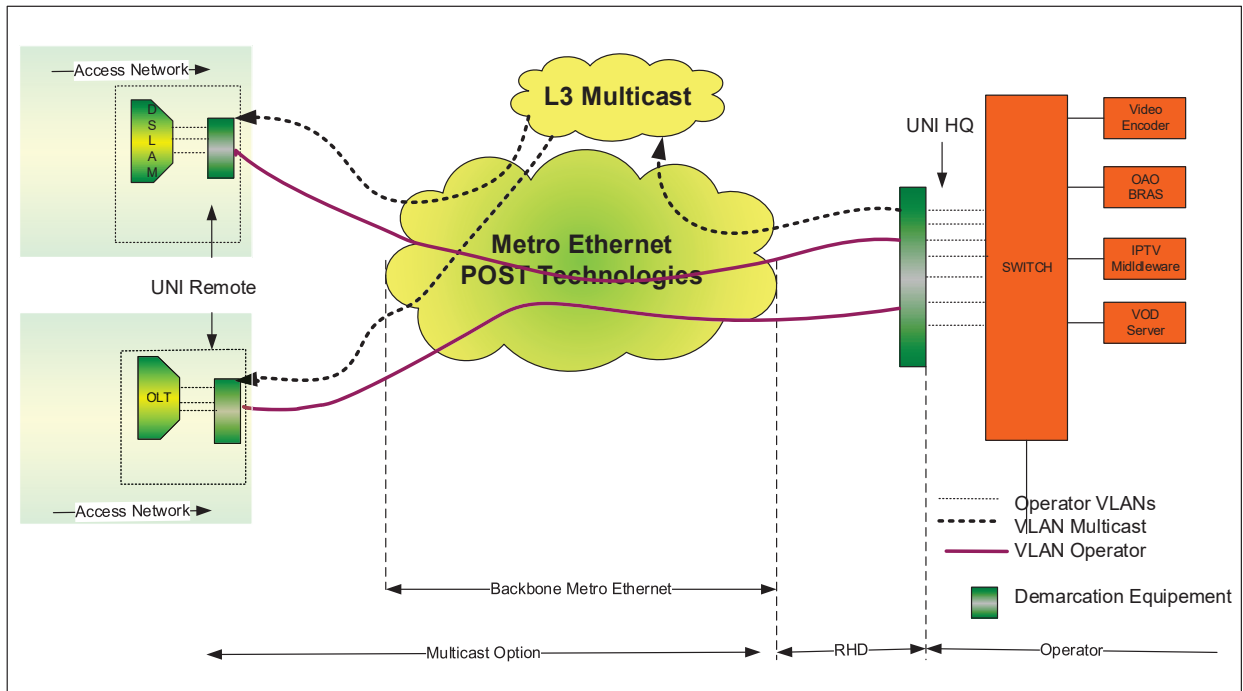 Access Network
DSLAM
UNI Remote
OLT
Access Network
L3 Multicast
Metro Ethernet
POST Technologies
UNI HQ
SWITCH
Video
Encoder
OAO
BRAS
IPTV
MidIdleware
VOD
Server
Operator VLANs
VLAN Multicast
VLAN Operator
Demarcation Equipement
Backbone Metro Ethernet
Multicast Option
RHD
Operator